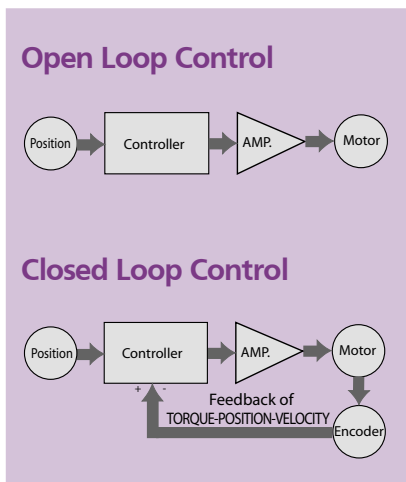 Open Loop Control
Position
Controller
AMP.
Motor
Closed Loop Control
Position
Controller
AMP.
Motor
+ -
Feedback of
TORQUE-POSITION-VELOCITY
Encoder